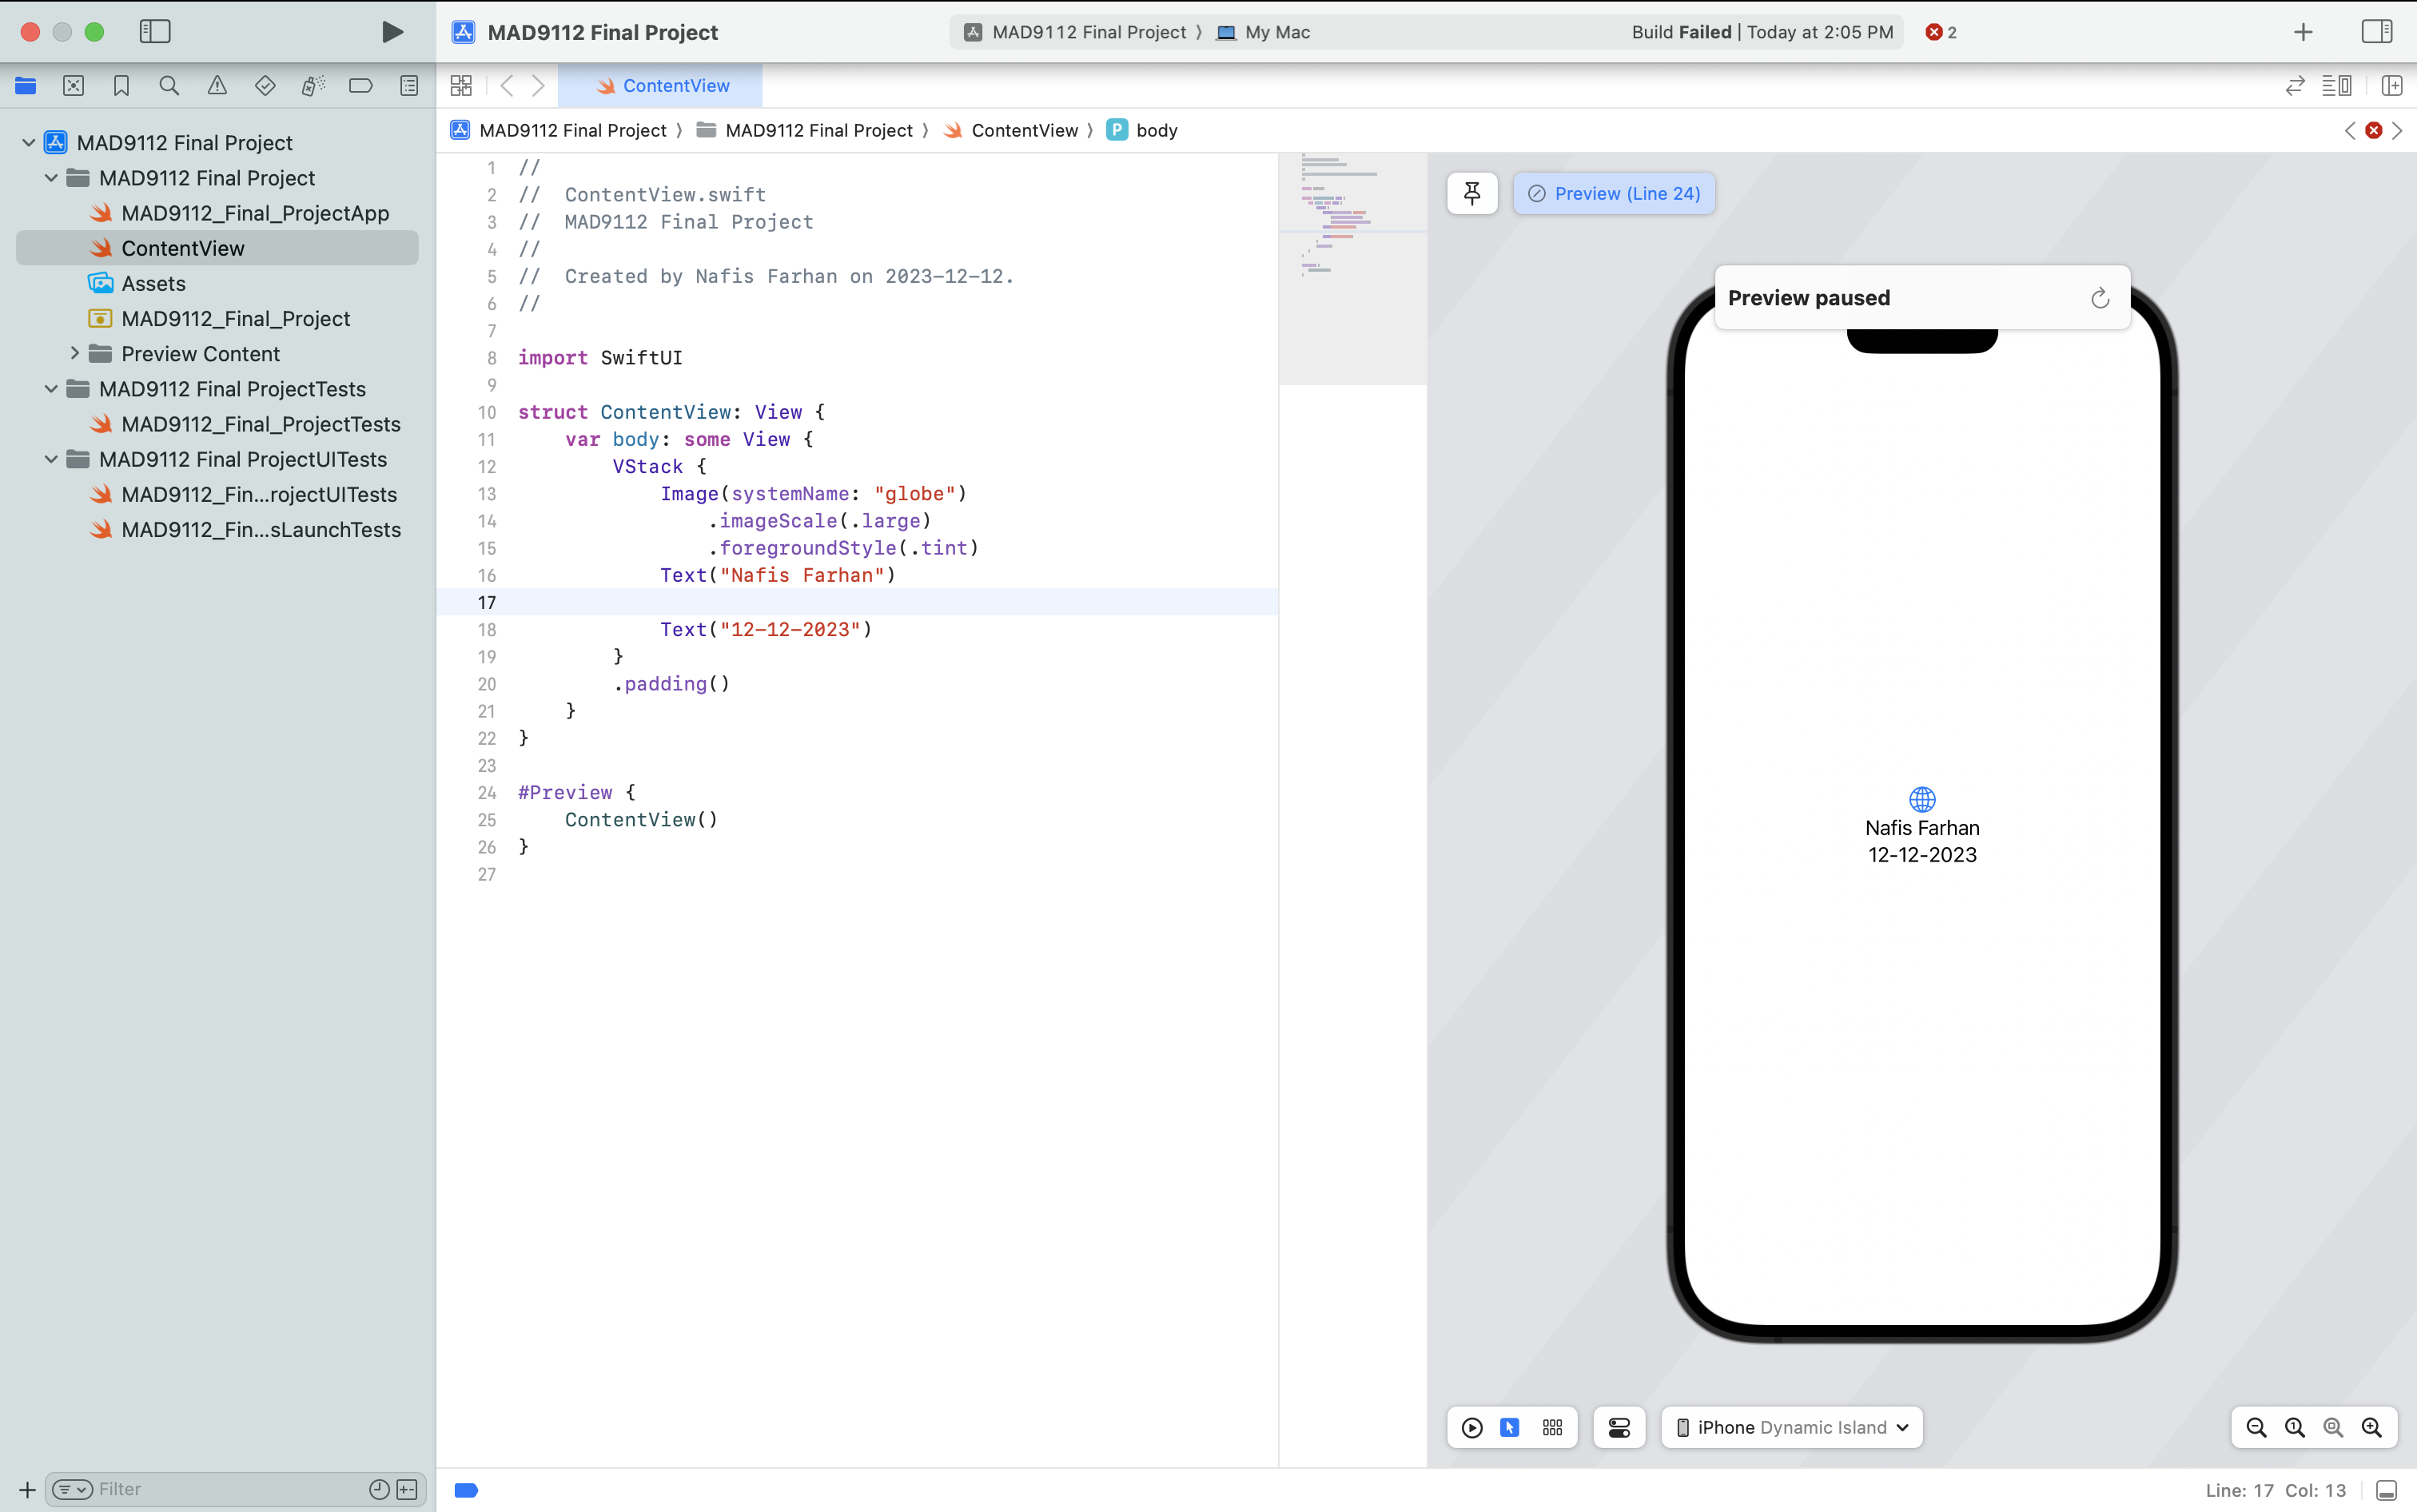 MAD9112 Final Project
MAD9112 Final Project ⟩ My Mac
Build Failed | Today at 2:05 PM
2
ContentView
MAD9112 Final Project ⟩ MAD9112 Final Project ⟩ ContentView ⟩ P body
MAD9112 Final Project
MAD9112 Final Project
MAD9112_Final_ProjectApp
ContentView
Assets
MAD9112_Final_Project
Preview Content
MAD9112 Final ProjectTests
MAD9112_Final_ProjectTests
MAD9112 Final ProjectUITests
MAD9112_Fin...rojectUITests
MAD9112_Fin...sLaunchTests
Filter
1 //
2 //  ContentView.swift
3 //  MAD9112 Final Project
4 //
5 //  Created by Nafis Farhan on 2023-12-12.
6 //
7
8 import SwiftUI
9
10 struct ContentView: View {
11     var body: some View {
12         VStack {
13             Image(systemName: "globe")
14                 .imageScale(.large)
15                 .foregroundStyle(.tint)
16             Text("Nafis Farhan")
17
18             Text("12-12-2023")
19         }
20         .padding()
21     }
22 }
23
24 #Preview {
25     ContentView()
26 }
27
Preview (Line 24)
Preview paused
Nafis Farhan
12-12-2023
iPhone Dynamic Island
Line: 17 Col: 13